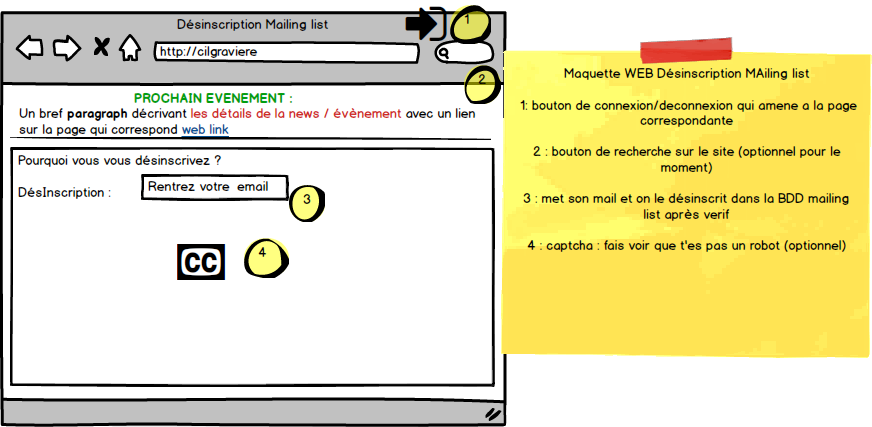 Désinscription Mailing list
1
http://cilgraviere
2
PROCHAIN EVENEMENT :
Un bref paragraph décrivant les détails de la news / évènement avec un lien
sur la page qui correspond web link
Pourquoi vous vous désinscrivez ?
DésInscription :
Rentrez votre email
3
CC
4
Maquette WEB Désinscription MAiling list
1: bouton de connexion/deconnexion qui amene a la page
correspondante
2 : bouton de recherche sur le site (optionnel pour le
moment)
3 : met son mail et on le désinscrit dans la BDD mailing
list après verif
4 : captcha : fais voir que t'es pas un robot (optionnel)